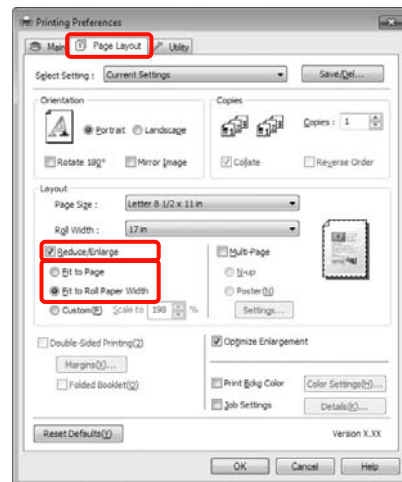 Printing Preferences
Main Page Layout Utility
Select Setting : Current Settings Save/Del...
Orientation Copies
Portrait Landscape Copies : 1
Rotate 180° Mirror Image Collate Reverse Order
Layout
Page Size : Letter 8 1/2 x 11 in
Roll Width : 17 in
Reduce/Enlarge Multi-Page
Fit to Page N-up
Fit to Roll Paper Width Poster(N)
Custom(F) Scale to 198 % Settings...
Double-Sided Printing(2) Optimize Enlargement
Margins(X)...
Folded Booklet(Q) Print Bckg Color Color Settings(H)...
Job Settings Details(K)...
Reset Defaults(Y) Version X.XX
OK Cancel Help